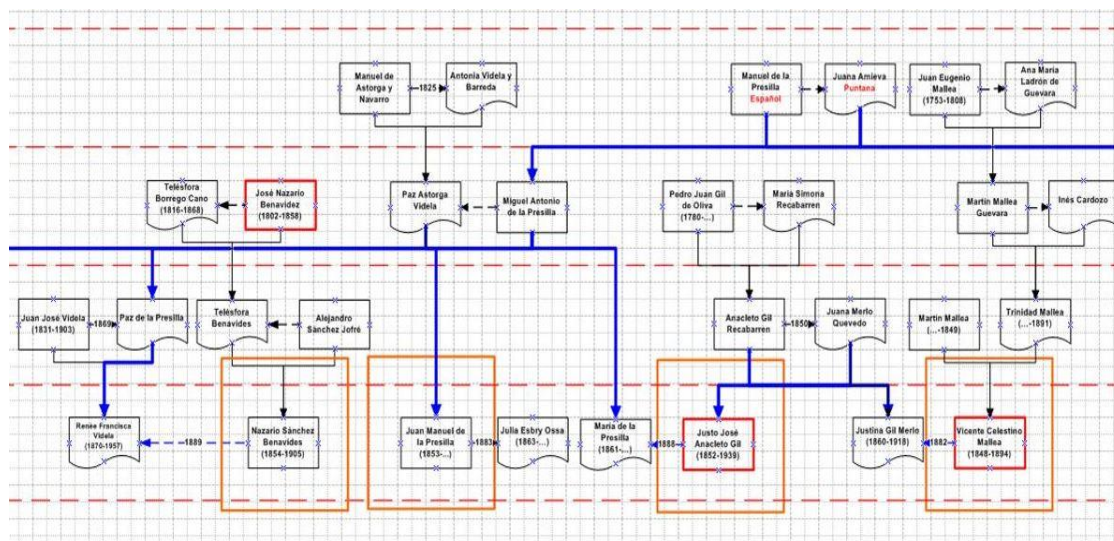 Manuel de
Astorga y
Navarro
1825
Antonia Videla y
Barreda
Manuel de la
Presilla
Español
Juana Amieva
Puntana
Juan Eugenio
Mallea
(1753-1808)
Ana María
Ladrón de
Guevara
Telésfora
Borrego Cano
(1816-1868)
José Nazario
Benavidez
(1802-1858)
Paz Astorga
Videla
Miguel Antonio
de la Presilla
Pedro Juan Gil
de Oliva
(1780-...)
Maria Simona
Recabarren
Martín Mallea
Guevara
Inés Cardozo
Juan José Videla
(1831-1903)
1869
Paz de la Presilla
Telésfora
Benavides
Alejandro
Sánchez Jofré
Anacleto Gil
Recabarren
1850
Juana Merlo
Quevedo
Martín Mallea
(...-1849)
Trinidad Mallea
(...-1891)
Renée Francisca
Videla
(1870-1957)
1889
Nazario Sánchez
Benavides
(1854-1905)
Juan Manuel de
la Presilla
(1853-...)
1883
Julia Esbry Ossa
(1863-...)
María de la
Presilla
(1861-...)
1888
Justo José
Anacleto Gil
(1852-1939)
Justina Gil Merlo
(1860-1918)
1882
Vicente Celestino
Mallea
(1848-1894)